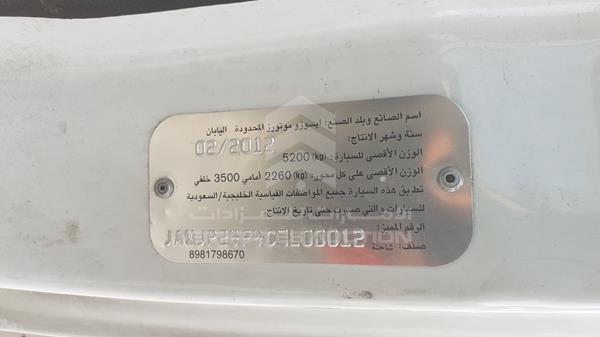 اسم الصانع وبلد الصنع: ايسوزو موتورز المحدودة اليابان
سنة وشهر الانتاج: 02/2012
الوزن الأقصى للسيارة: (kg) 5200
الوزن الأقصى على كل محور: (kg) 2260 أمامي 3500 خلفي
تطابق هذه السيارة جميع المواصفات القياسية الخليجية/السعودية
للسيارات والتي صدرت حتى تاريخ الانتاج.
الرقم المميز:
صنف: شاحنة
8981798670